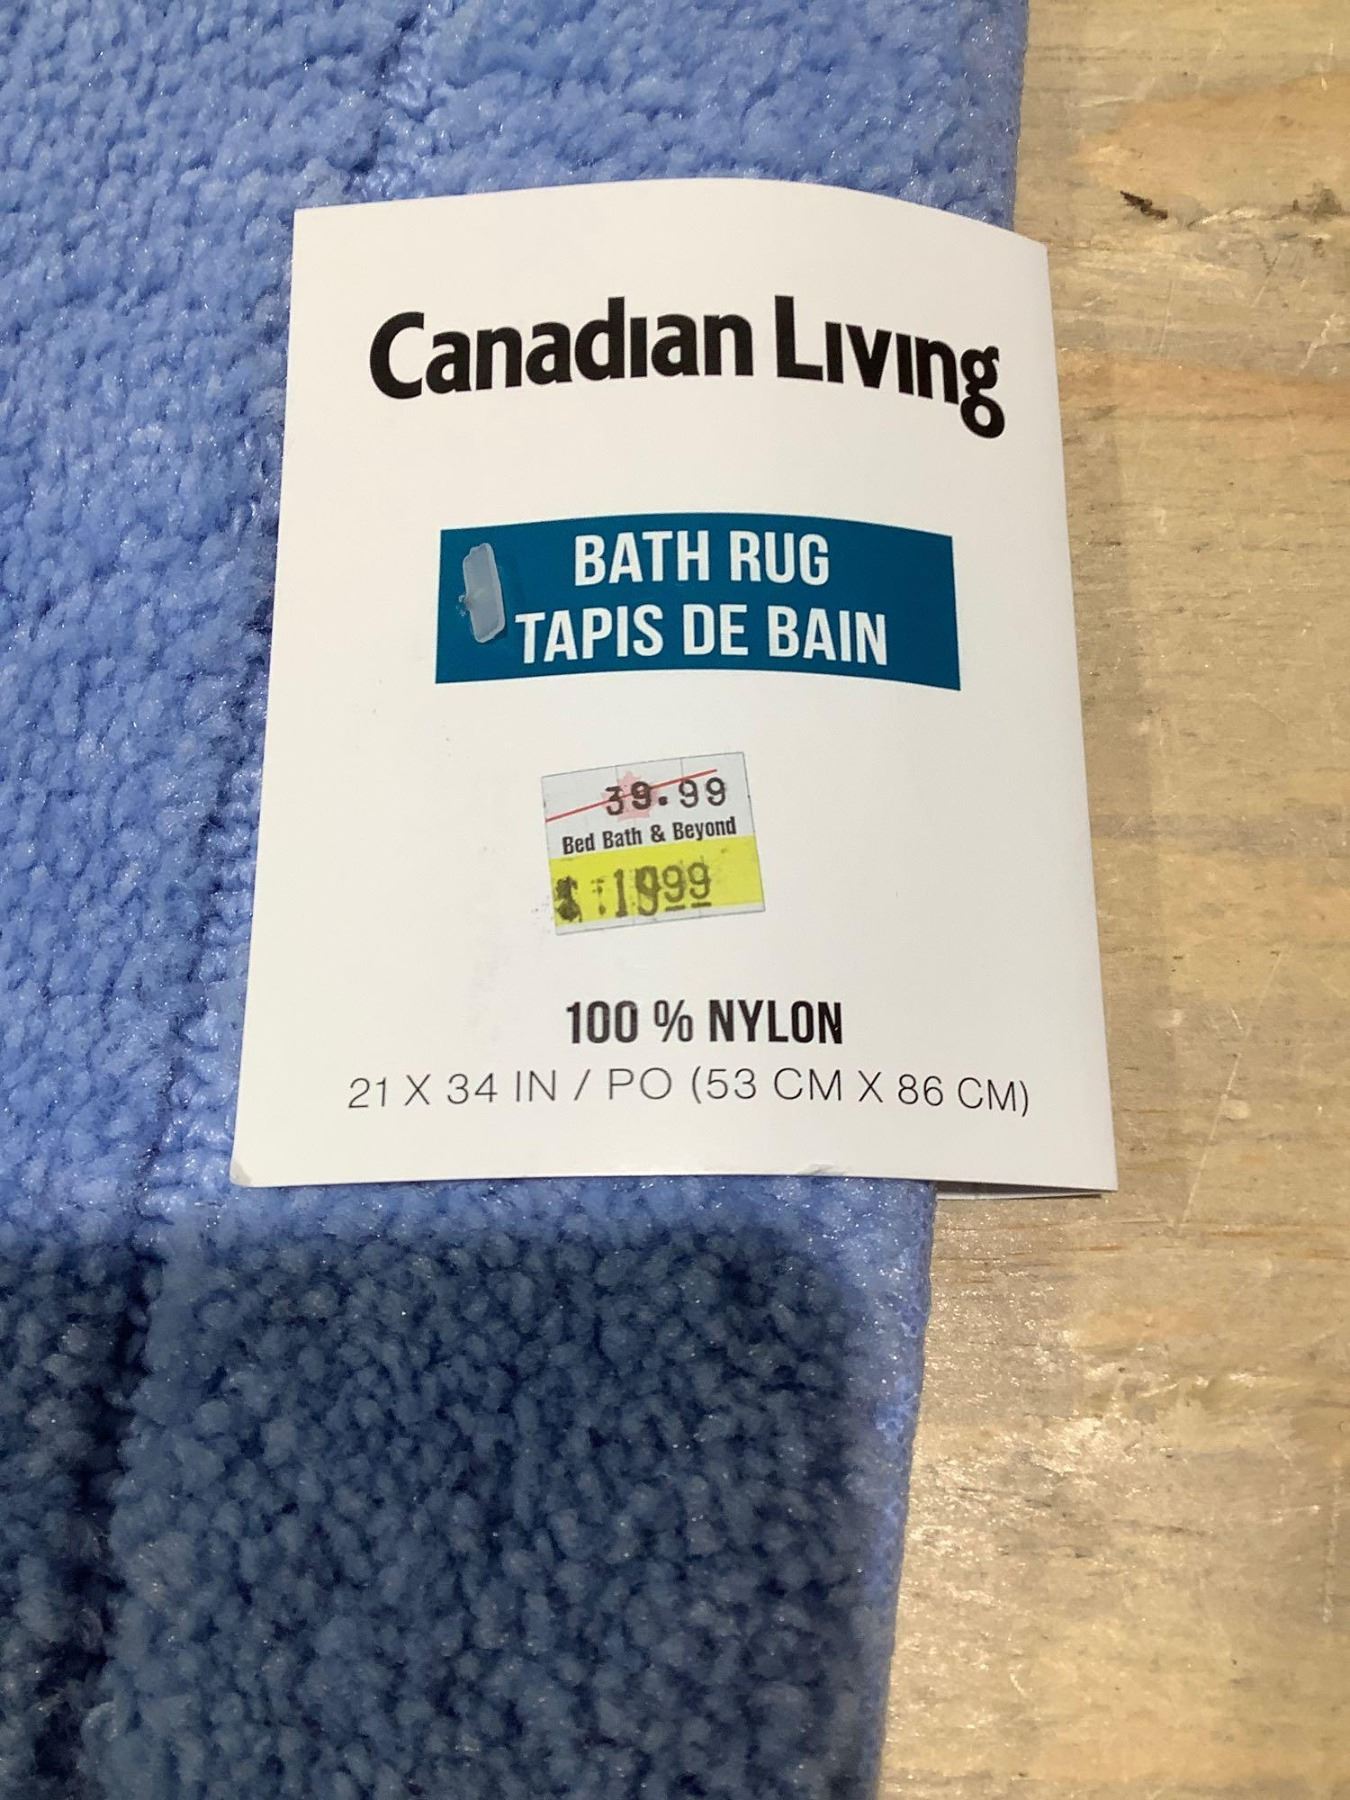 Canadian Living
BATH RUG
TAPIS DE BAIN
39.99
Bed Bath & Beyond
19.99
100 % NYLON
21 X 34 IN / PO (53 CM X 86 CM)